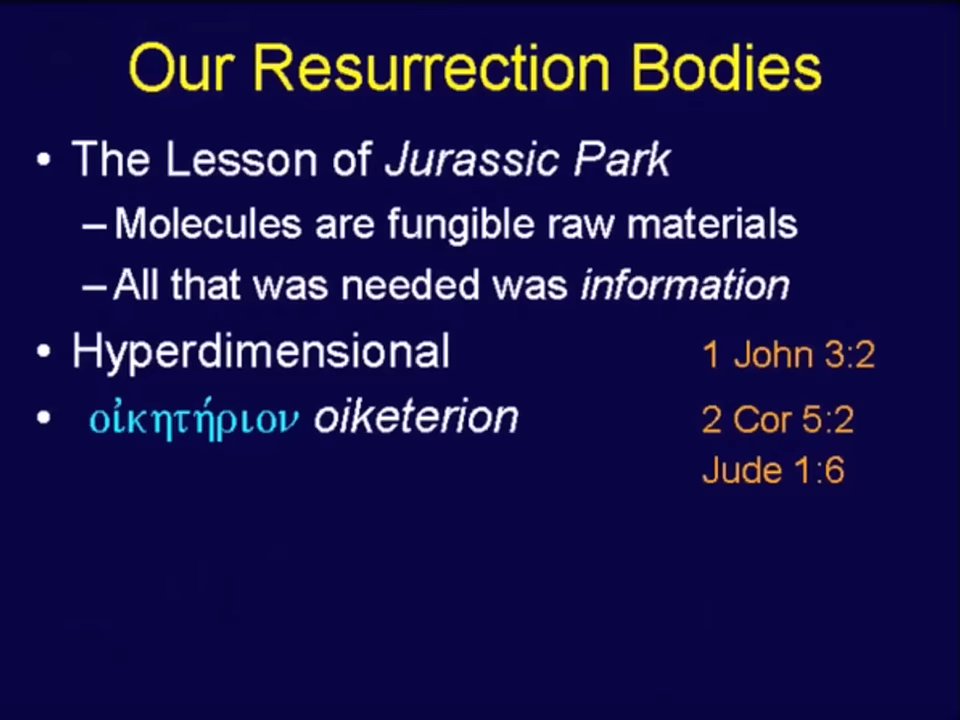 Our Resurrection Bodies
• The Lesson of Jurassic Park
– Molecules are fungible raw materials
– All that was needed was information
• Hyperdimensional 1 John 3:2
• οἰκητήριον oiketerion 2 Cor 5:2
Jude 1:6